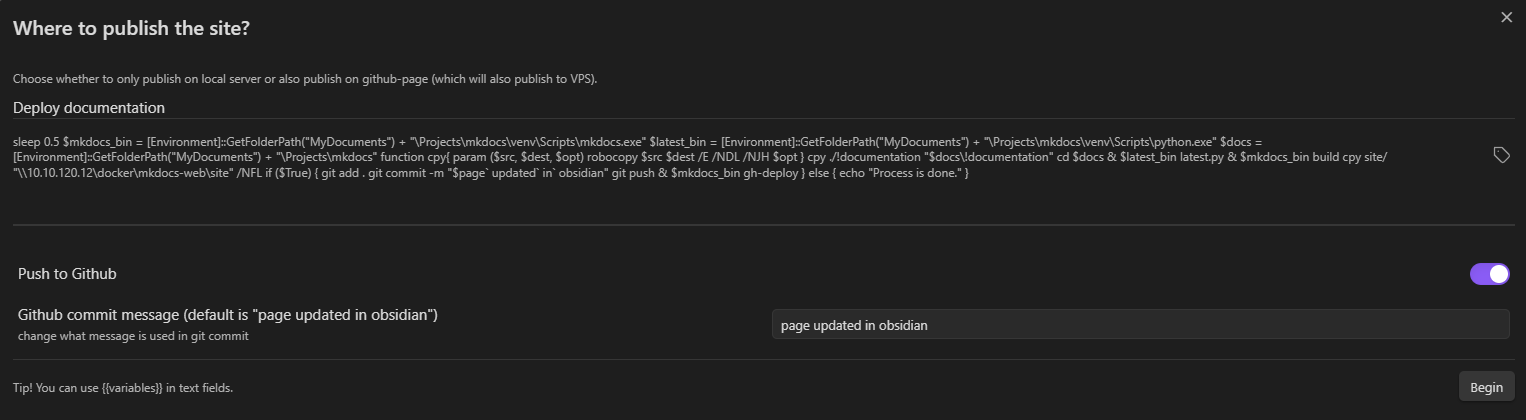 Where to publish the site?
Choose whether to only publish on local server or also publish on github-page (which will also publish to VPS).
Deploy documentation
sleep 0.5 $mkdocs_bin = [Environment]::GetFolderPath("MyDocuments") + "\Projects\mkdocs\venv\Scripts\mkdocs.exe" $latest_bin = [Environment]::GetFolderPath("MyDocuments") + "\Projects\mkdocs\venv\Scripts\python.exe" $docs =
[Environment]::GetFolderPath("MyDocuments") + "\Projects\mkdocs" function cpy{ param ($src, $dest, $opt) robocopy $src $dest /E /NDL /NJH $opt } cpy ./!documentation "$docs\!documentation" cd $docs & $latest_bin latest.py & $mkdocs_bin build cpy site/
"\\10.10.120.12\docker\mkdocs-web\site" /NFL if ($True) { git add . git commit -m "$page` updated` in` obsidian" git push & $mkdocs_bin gh-deploy } else { echo "Process is done." }
Push to Github
Github commit message (default is "page updated in obsidian")
change what message is used in git commit
page updated in obsidian
Tip! You can use {{variables}} in text fields.
Begin